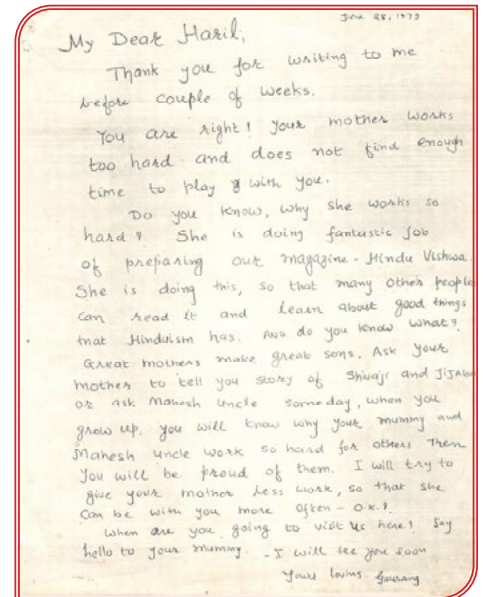 June 28, 1979
My Dear Haril,
Thank you for writing to me
before couple of weeks.
You are right! Your mother works
too hard and does not find enough
time to play with you.
Do you know, why she works so
hard? She is doing fantastic job
of preparing our magazine - Hindu Vishwa.
She is doing this, so that many other people
can read it and learn about good things
that Hinduism has. And do you know what?
Great mothers make great sons. Ask your
mother to tell you story of Shivaji and Jijabai
or ask Mahesh uncle someday, when you
grow up. you will know why your mummy and
Mahesh uncle work so hard for others Then
you will be proud of them. I will try to
give your mother less work, so that she
can be with you more often - O.K.?
When are you going to visit us here? Say
hello to your mummy. - I will see you soon
Yours loving Gaurang